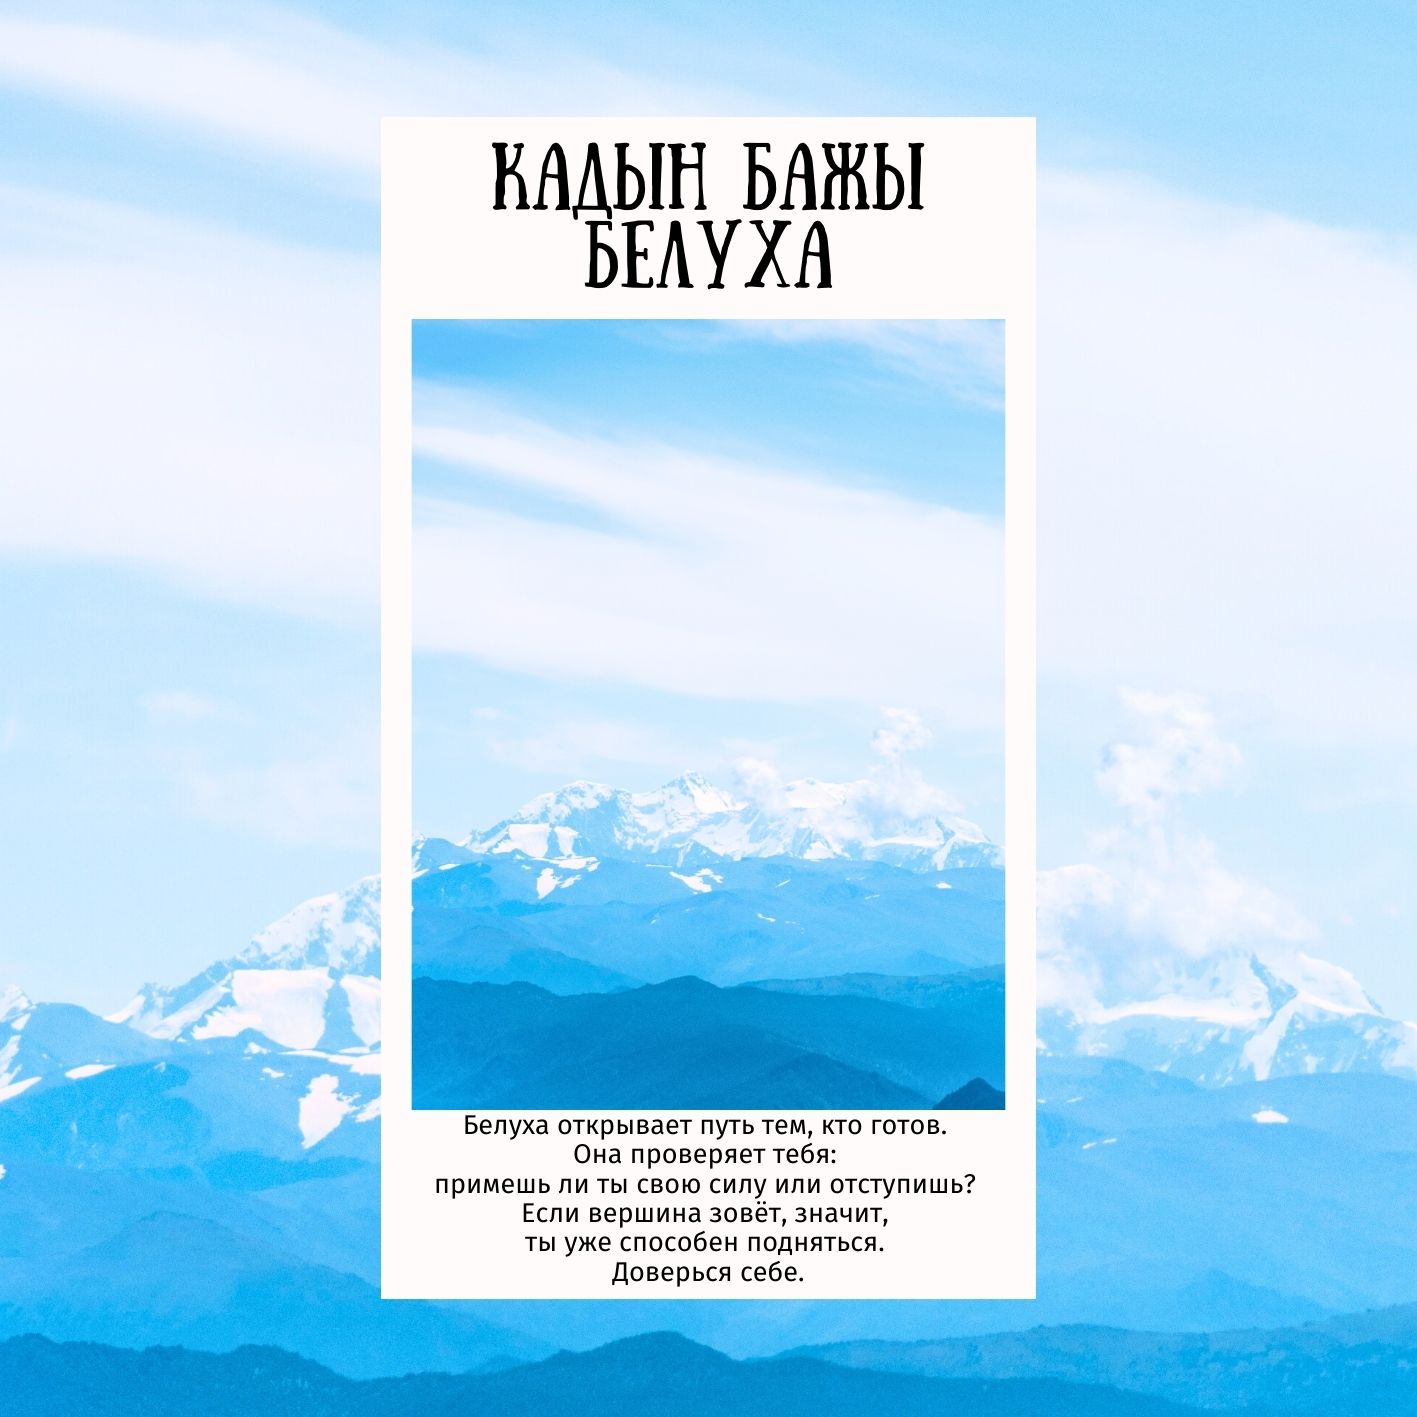 КАДЫН БАЖЫ
БЕЛУХА
Белуха открывает путь тем, кто готов.
Она проверяет тебя:
примешь ли ты свою силу или отступишь?
Если вершина зовёт, значит,
ты уже способен подняться.
Доверься себе.